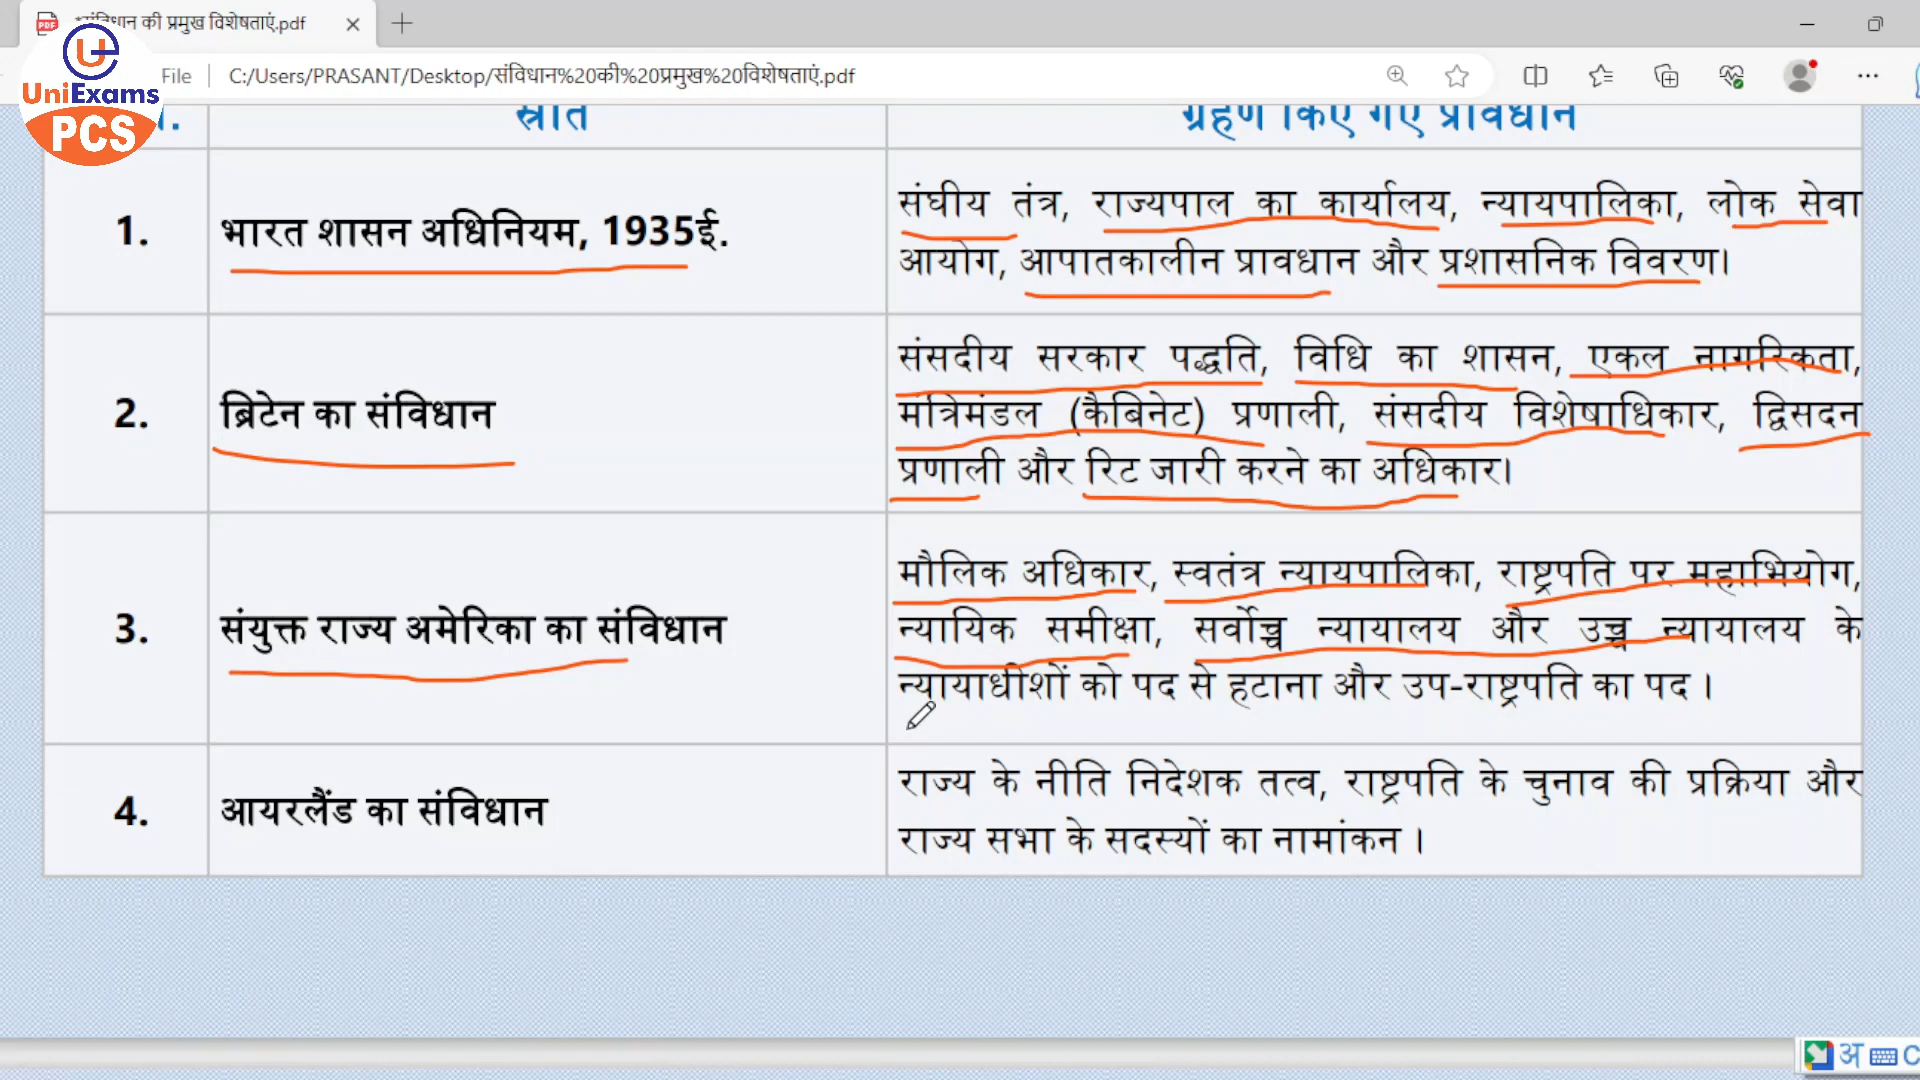 संविधान की प्रमुख विशेषताएं.pdf
UniExams
PCS
File
C:/Users/PRASANT/Desktop/संविधान%20की%20प्रमुख%20विशेषताएं.pdf
स्रोत
ग्रहण किए गए प्रावधान
1.
भारत शासन अधिनियम, 1935ई.
संघीय तंत्र, राज्यपाल का कार्यालय, न्यायपालिका, लोक सेवा
आयोग, आपातकालीन प्रावधान और प्रशासनिक विवरण।
2.
ब्रिटेन का संविधान
संसदीय सरकार पद्धति, विधि का शासन, एकल नागरिकता,
मंत्रिमंडल (कैबिनेट) प्रणाली, संसदीय विशेषाधिकार, द्विसदन
प्रणाली और रिट जारी करने का अधिकार।
3.
संयुक्त राज्य अमेरिका का संविधान
मौलिक अधिकार, स्वतंत्र न्यायपालिका, राष्ट्रपति पर महाभियोग,
न्यायिक समीक्षा, सर्वोच्च न्यायालय और उच्च न्यायालय के
न्यायाधीशों को पद से हटाना और उप-राष्ट्रपति का पद ।
4.
आयरलैंड का संविधान
राज्य के नीति निदेशक तत्व, राष्ट्रपति के चुनाव की प्रक्रिया और
राज्य सभा के सदस्यों का नामांकन ।
अ